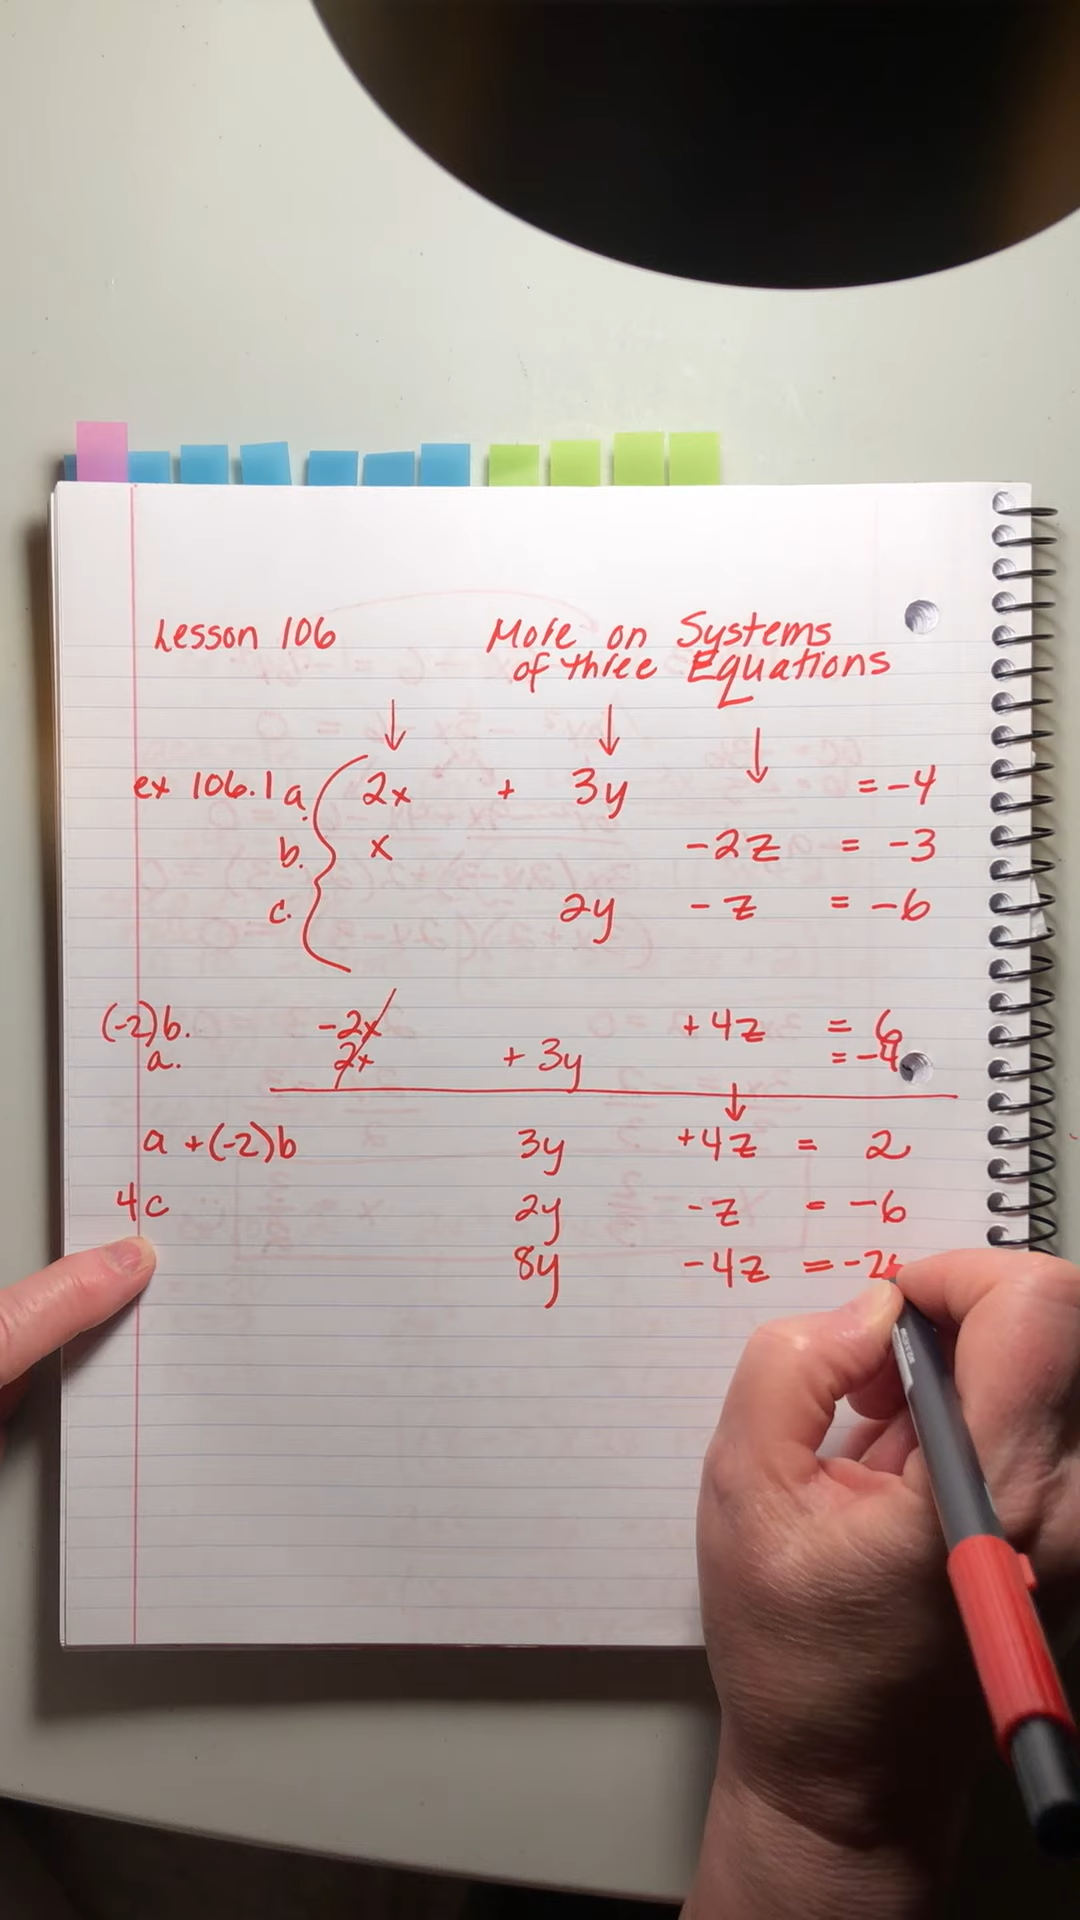 Lesson 106 More on Systems
of three Equations
ex 106.1 a. 2x + 3y = -4
b. x -2z = -3
c. 2y - z = -6
(-2)b. -2x +4z = 6
a. 2x + 3y = -4
a + (-2)b 3y +4z = 2
4c 2y -z = -6
8y -4z =